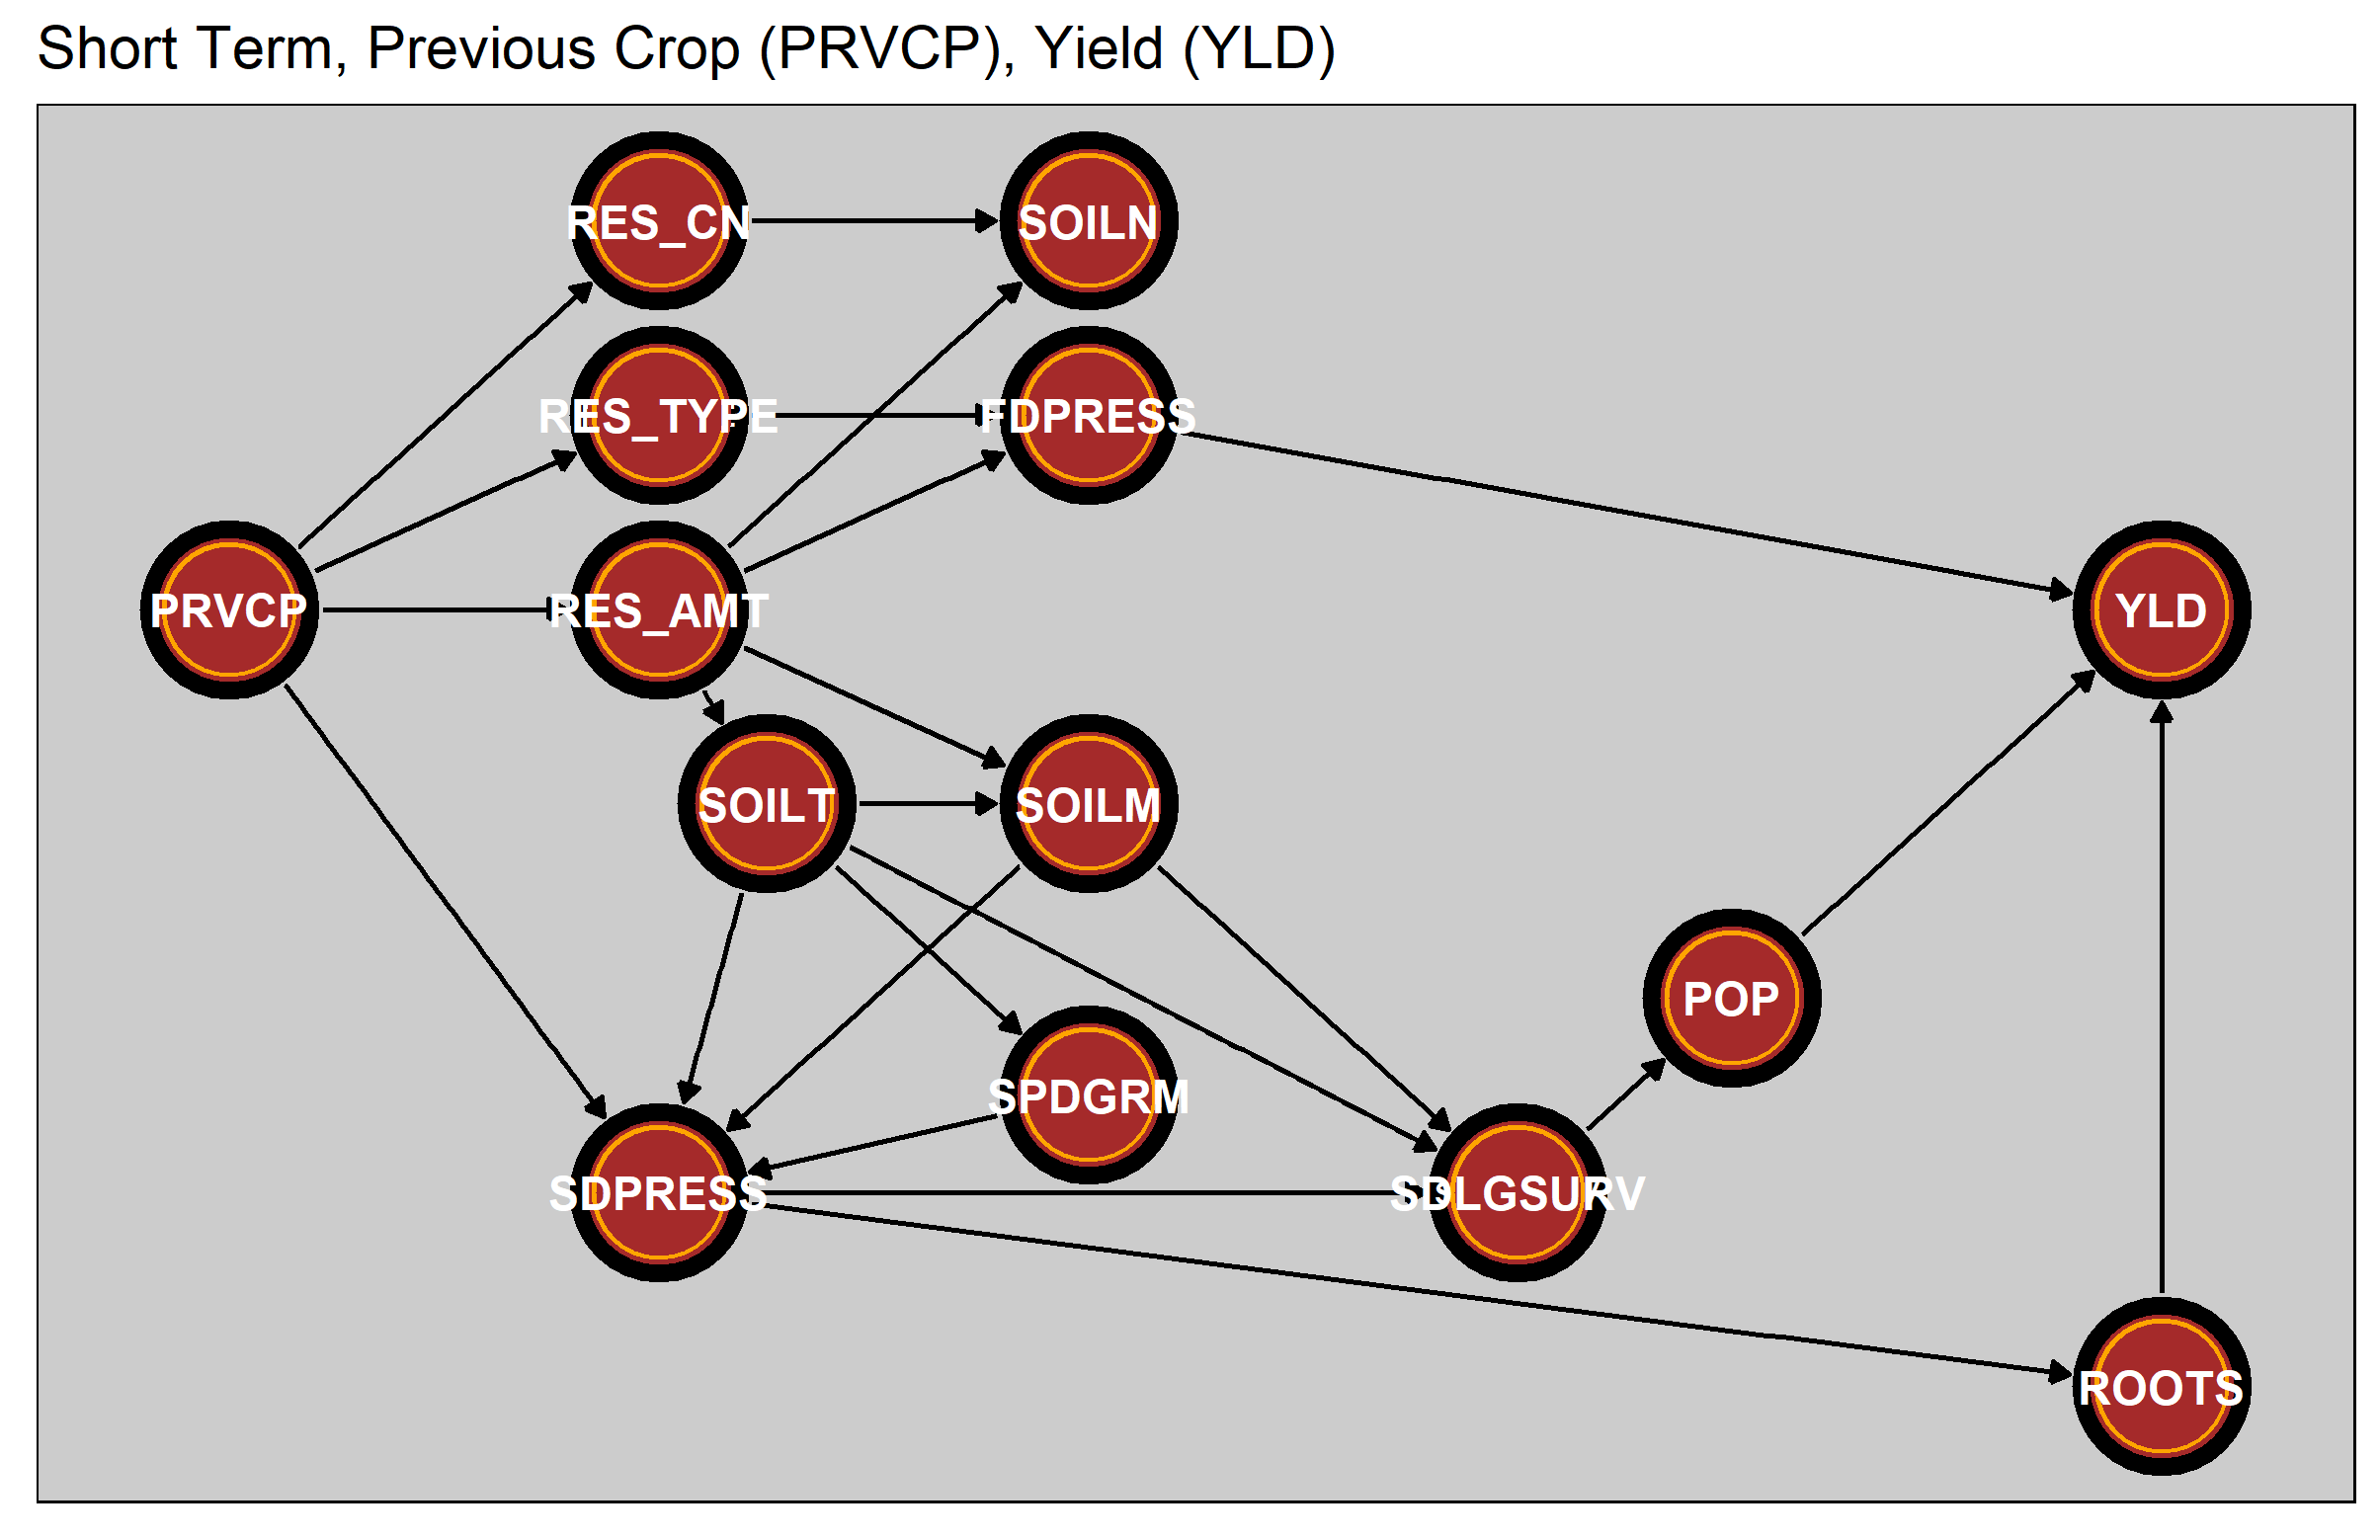 Short Term, Previous Crop (PRVCP), Yield (YLD)
RES_CN
SOILN
RES_TYPE
FDPRESS
PRVCP
RES_AMT
YLD
SOILT
SOILM
POP
SPDGRM
SDPRESS
SDLGSURV
ROOTS